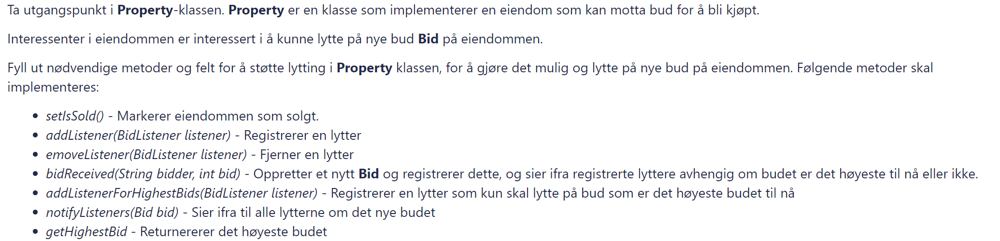 Ta utgangspunkt i Property-klassen. Property er en klasse som implementerer en eiendom som kan motta bud for å bli kjøpt.
Interessenter i eiendommen er interessert i å kunne lytte på nye bud Bid på eiendommen.
Fyll ut nødvendige metoder og felt for å støtte lytting i Property klassen, for å gjøre det mulig og lytte på nye bud på eiendommen. Følgende metoder skal
implementeres:
• setIsSold() - Markerer eiendommen som solgt.
• addListener(BidListener listener) - Registrerer en lytter
• emoveListener(BidListener listener) - Fjerner en lytter
• bidReceived(String bidder, int bid) - Oppretter et nytt Bid og registrerer dette, og sier ifra registrerte lyttere avhengig om budet er det høyeste til nå eller ikke.
• addListenerForHighestBids(BidListener listener) - Registrerer en lytter som kun skal lytte på bud som er det høyeste budet til nå
• notifyListeners(Bid bid) - Sier ifra til alle lytterne om det nye budet
• getHighestBid - Returnererer det høyeste budet